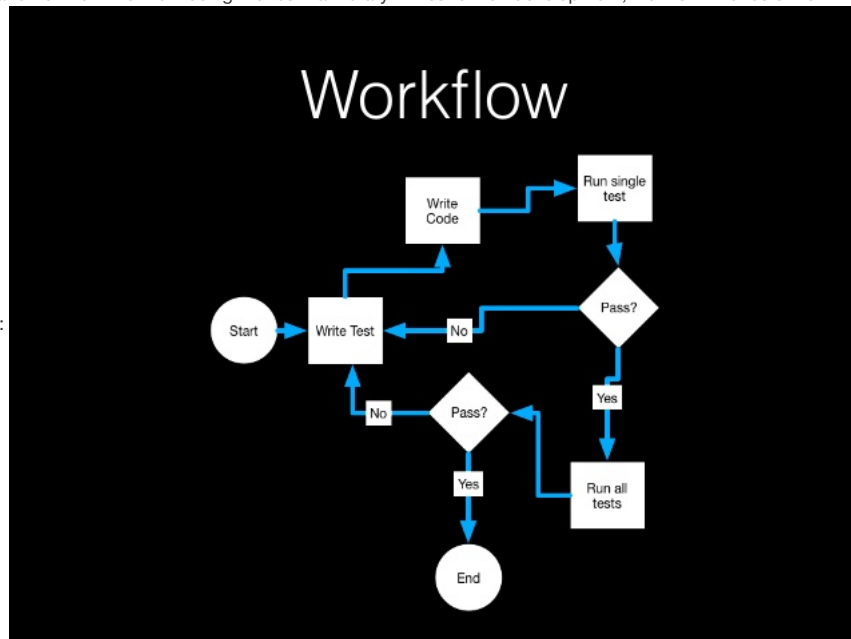 Workflow
Run single
test
Write
Code
Pass?
Start
Write Test
No
Yes
No
Pass?
Yes
Run all
tests
End
: